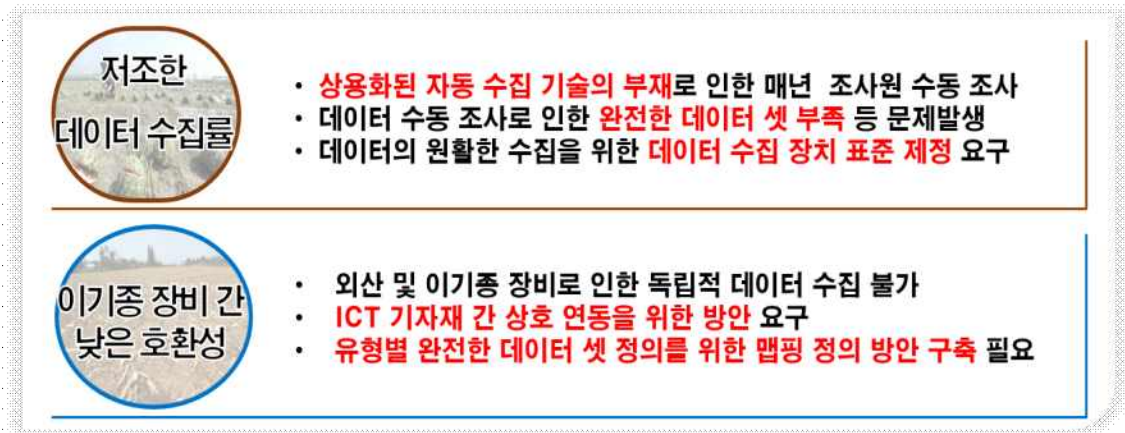 저조한
데이터 수집률
• 상용화된 자동 수집 기술의 부재로 인한 매년 조사원 수동 조사
• 데이터 수동 조사로 인한 완전한 데이터 셋 부족 등 문제발생
• 데이터의 원활한 수집을 위한 데이터 수집 장치 표준 제정 요구
이기종 장비 간
낮은 호환성
• 외산 및 이기종 장비로 인한 독립적 데이터 수집 불가
• ICT 기자재 간 상호 연동을 위한 방안 요구
• 유형별 완전한 데이터 셋 정의를 위한 맵핑 정의 방안 구축 필요